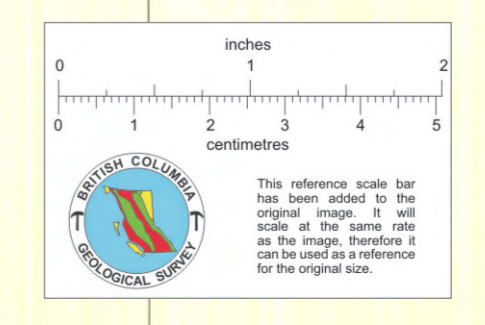 inches
0 1 2
0 1 2 3 4 5
centimetres
BRITISH COLUMBIA
GEOLOGICAL SURVEY
This reference scale bar
has been added to the
original image. It will
scale at the same rate
as the image, therefore it
can be used as a reference
for the original size.